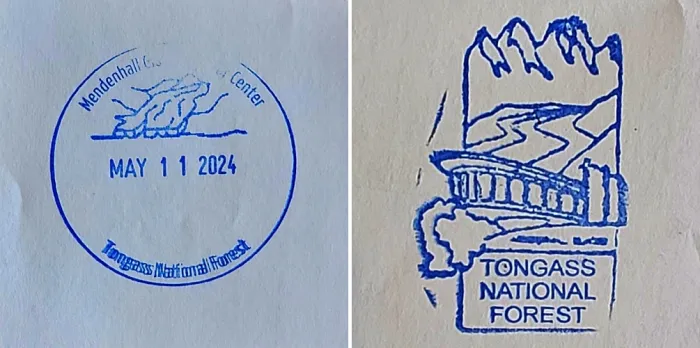 Mendenhall G Center
MAY 11 2024
Tongass National Forest
TONGASS
NATIONAL
FOREST